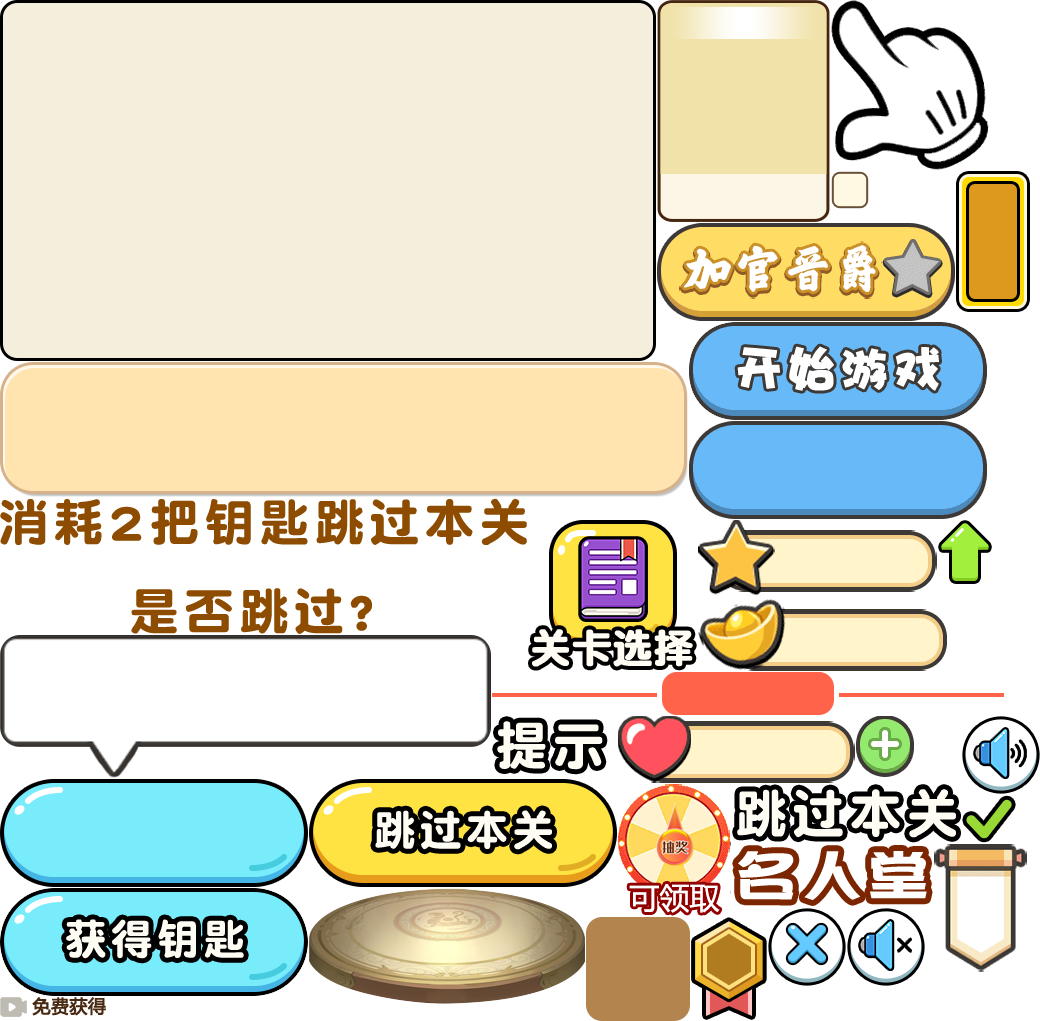 加官晋爵
开始游戏
消耗2把钥匙跳过本关
是否跳过?
关卡选择
提示
跳过本关
跳过本关
抽奖
可领取
名人堂
获得钥匙
免费获得